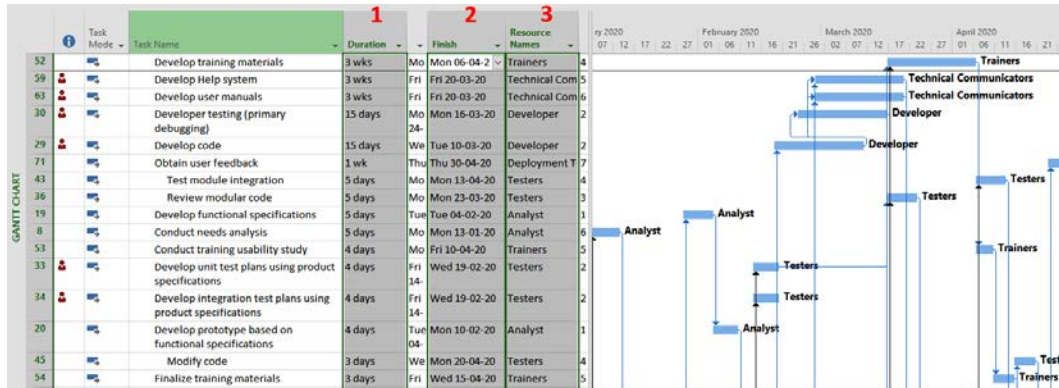 1 2 3
Task Mode Task Name Duration Finish Resource Names
ry 2020 February 2020 March 2020 April 2020
07 12 17 22 27 01 06 11 16 21 26 02 07 12 17 22 27 01 06 11 16 21
GANTT CHART
52 Develop training materials 3 wks Mo Mon 06-04-2 Trainers 4 Trainers
59 Develop Help system 3 wks Fri Fri 20-03-20 Technical Com 5 Technical Communicators
63 Develop user manuals 3 wks Fri Fri 20-03-20 Technical Com 6 Technical Communicators
30 Developer testing (primary debugging) 15 days Mo 24- Mon 16-03-20 Developer 2 Developer
29 Develop code 15 days We Tue 10-03-20 Developer 2 Developer
71 Obtain user feedback 1 wk Thu Thu 30-04-20 Deployment T 7
43 Test module integration 5 days Mo Mon 13-04-20 Testers 4 Testers
36 Review modular code 5 days Mo Mon 23-03-20 Testers 3 Testers
19 Develop functional specifications 5 days Tue Tue 04-02-20 Analyst 1 Analyst
8 Conduct needs analysis 5 days Mo Mon 13-01-20 Analyst 6 Analyst
53 Conduct training usability study 4 days Mo Fri 10-04-20 Trainers 5 Trainers
33 Develop unit test plans using product specifications 4 days Fri 14- Wed 19-02-20 Testers 2 Testers
34 Develop integration test plans using product specifications 4 days Fri 14- Wed 19-02-20 Testers 2 Testers
20 Develop prototype based on functional specifications 4 days Tue 04- Mon 10-02-20 Analyst 1 Analyst
45 Modify code 3 days We Mon 20-04-20 Testers 4 Test
54 Finalize training materials 3 days Fri Wed 15-04-20 Trainers 5 Trainers